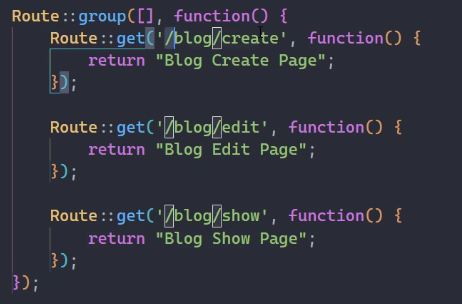 Route::group([], function() {
    Route::get('/blog/create', function() {
        return "Blog Create Page";
    });

    Route::get('/blog/edit', function() {
        return "Blog Edit Page";
    });

    Route::get('/blog/show', function() {
        return "Blog Show Page";
    });
});